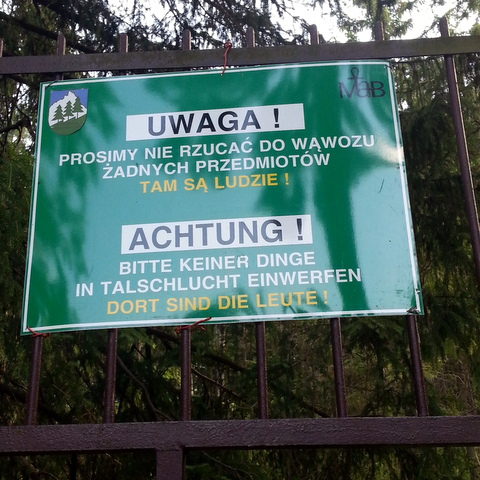 MaB
UWAGA !
PROSIMY NIE RZUCAĆ DO WĄWOZU
ŻADNYCH PRZEDMIOTÓW
TAM SĄ LUDZIE !
ACHTUNG !
BITTE KEINER DINGE
IN TALSCHLUCHT EINWERFEN
DORT SIND DIE LEUTE !